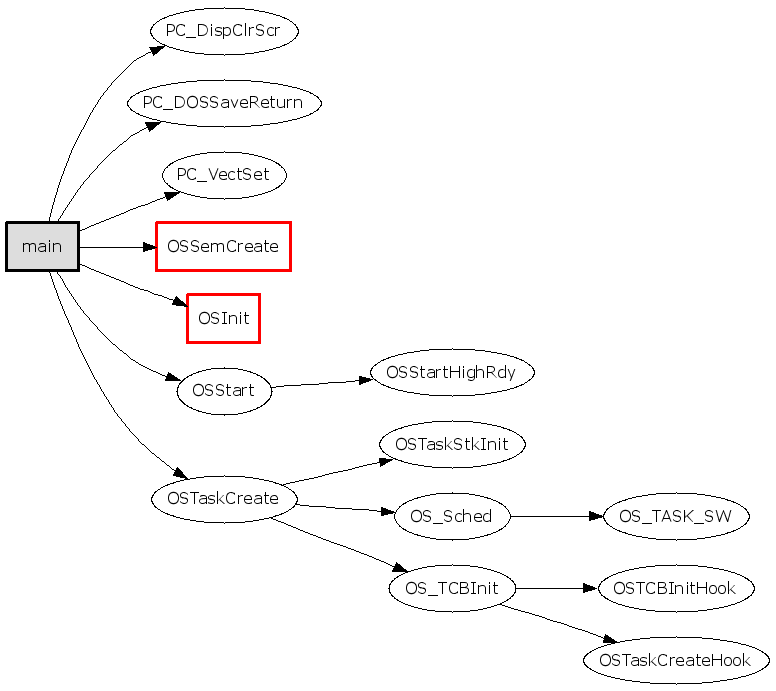 PC_DispClrScr
PC_DOSSaveReturn
PC_VectSet
main
OSSemCreate
OSInit
OSStart
OSStartHighRdy
OSTaskStkInit
OSTaskCreate
OS_Sched
OS_TASK_SW
OS_TCBInit
OSTCBInitHook
OSTaskCreateHook